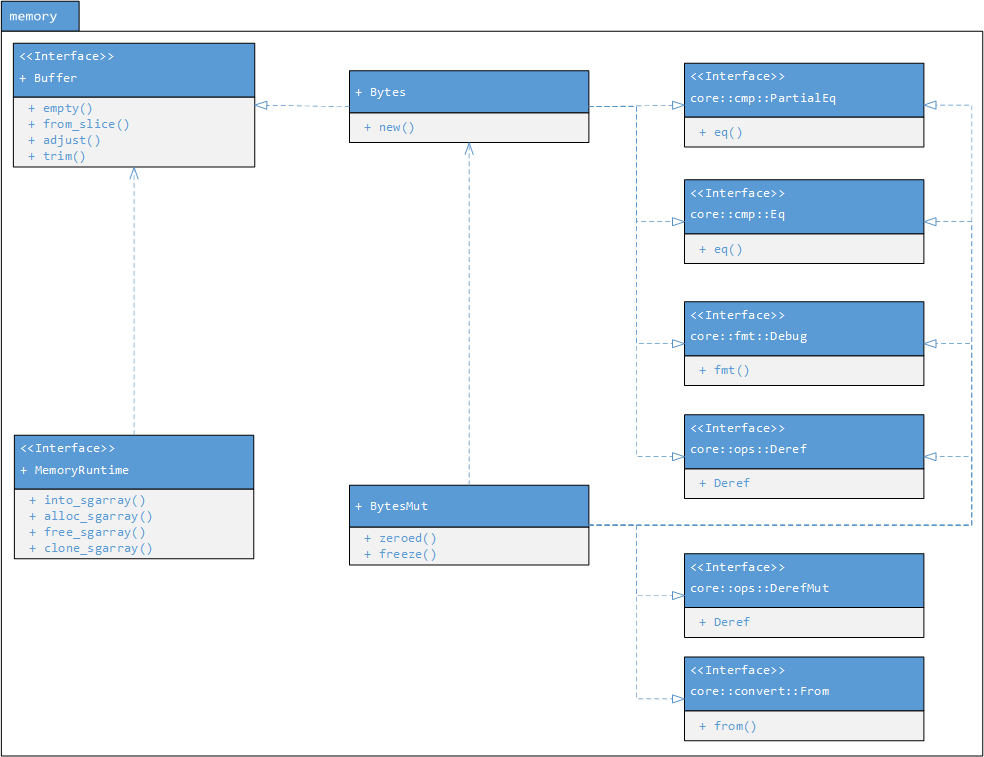 memory
<<Interface>>
+ Buffer
+ empty()
+ from_slice()
+ adjust()
+ trim()
+ Bytes
+ new()
<<Interface>>
core::cmp::PartialEq
+ eq()
<<Interface>>
core::cmp::Eq
+ eq()
<<Interface>>
core::fmt::Debug
+ fmt()
<<Interface>>
core::ops::Deref
+ Deref
<<Interface>>
+ MemoryRuntime
+ into_sgarray()
+ alloc_sgarray()
+ free_sgarray()
+ clone_sgarray()
+ BytesMut
+ zeroed()
+ freeze()
<<Interface>>
core::ops::DerefMut
+ Deref
<<Interface>>
core::convert::From
+ from()